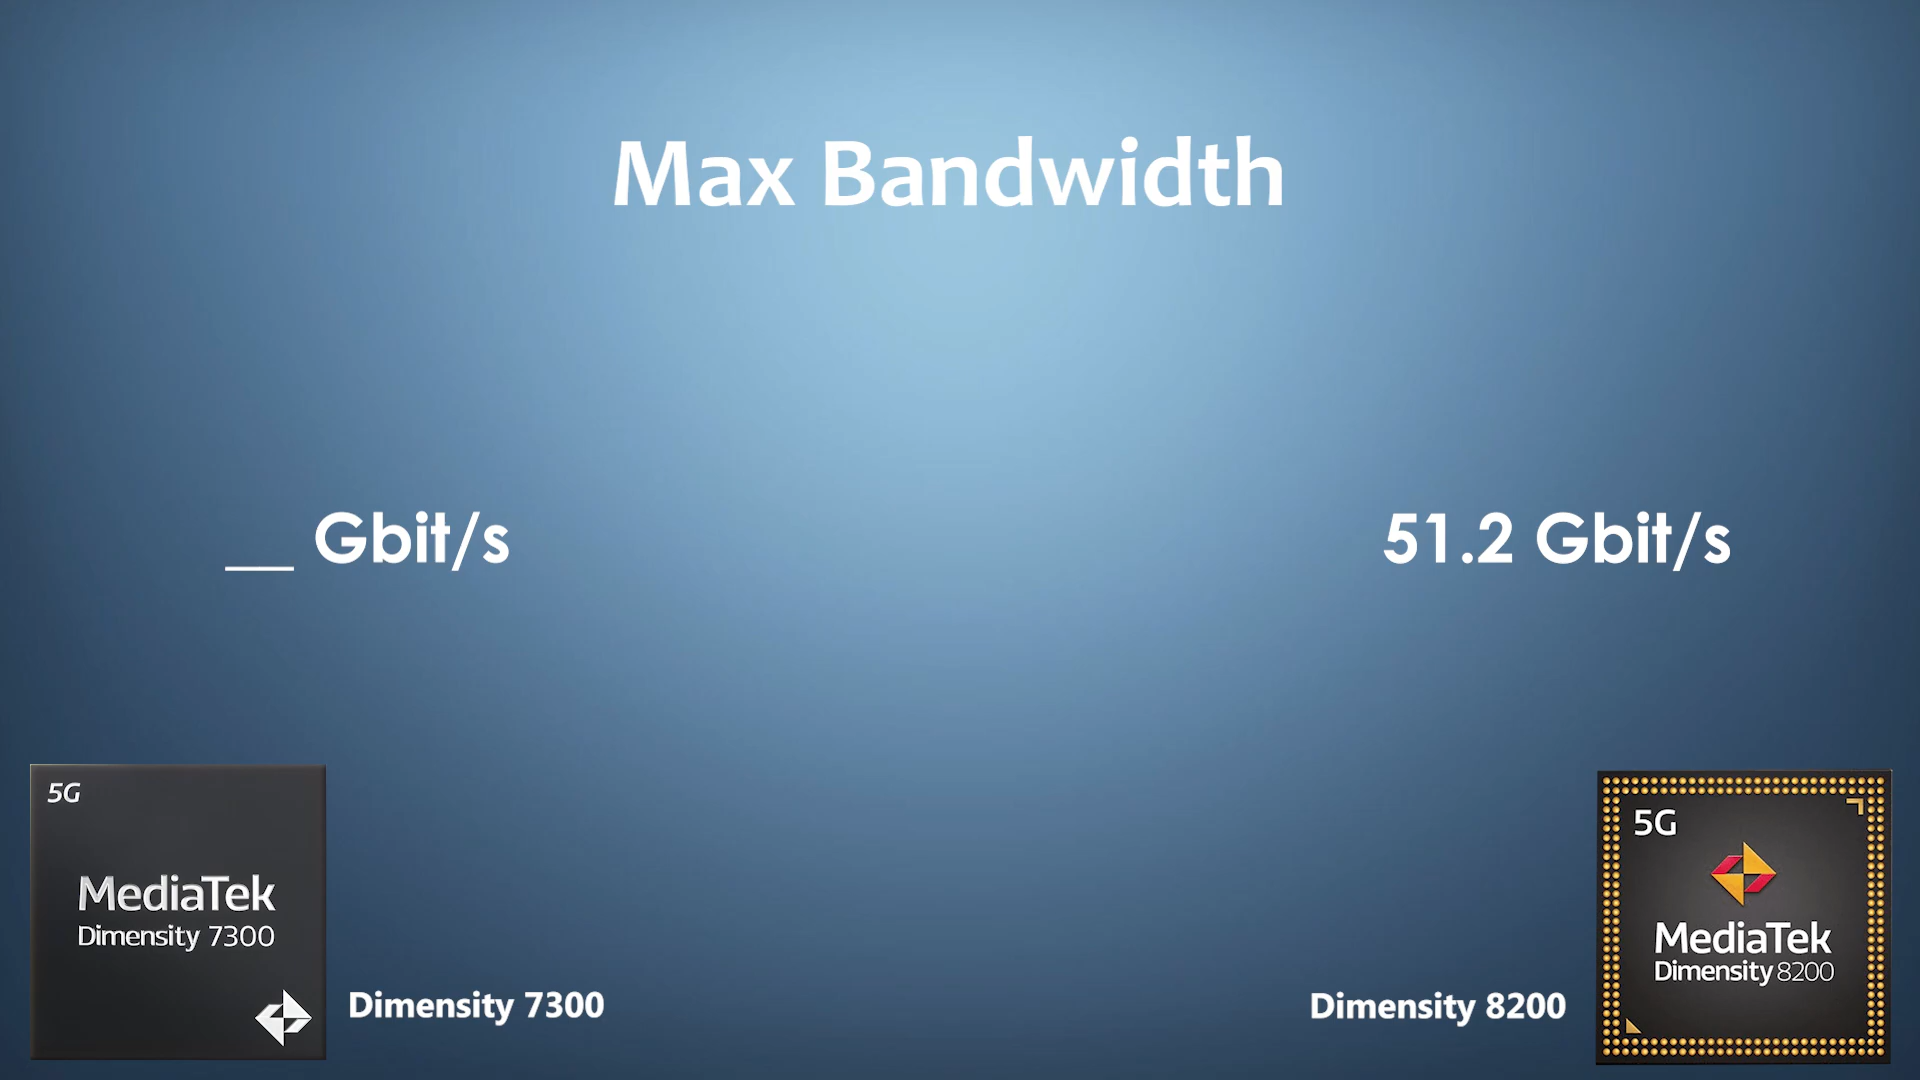 Max Bandwidth
__ Gbit/s
51.2 Gbit/s
5G
MediaTek
Dimensity 7300
Dimensity 7300
Dimensity 8200
5G
MediaTek
Dimensity 8200